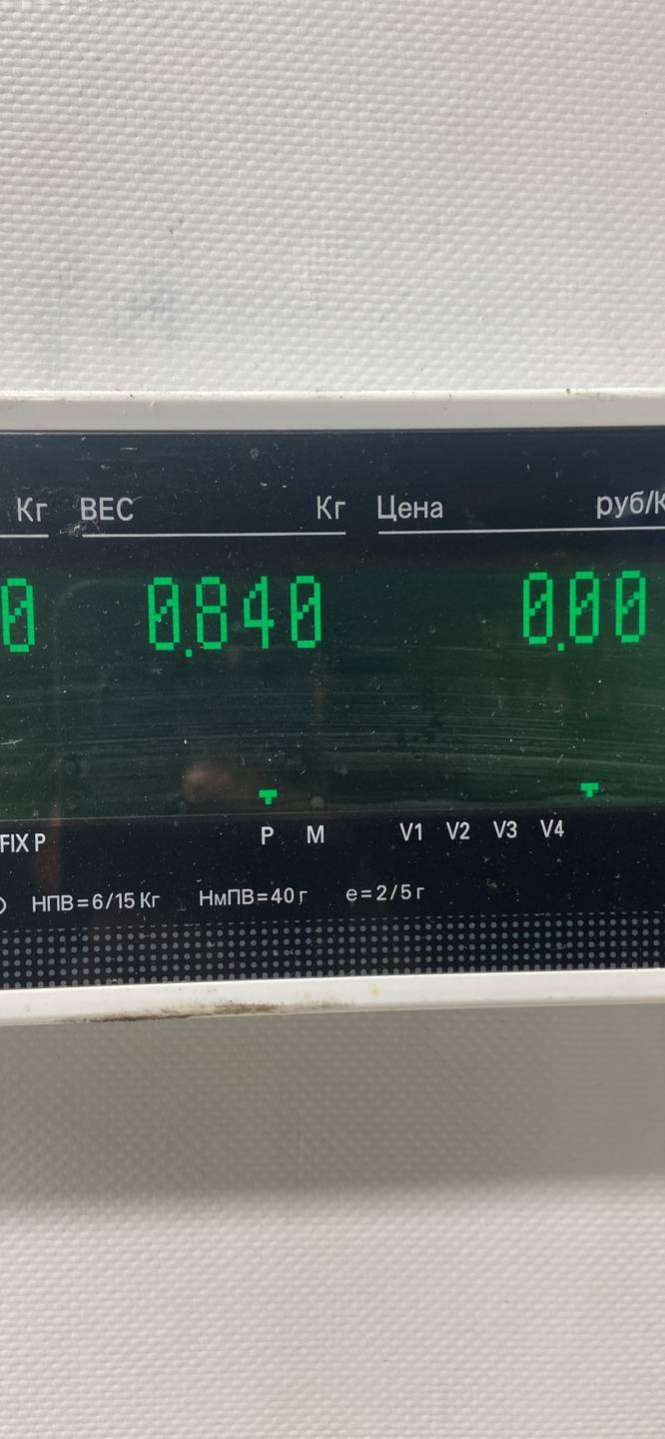 Кг ВЕС Кг Цена руб/К
0 0.840 0.00
FIX P P M V1 V2 V3 V4
НПВ=6/15 Кг НмПВ=40 г e=2/5 г